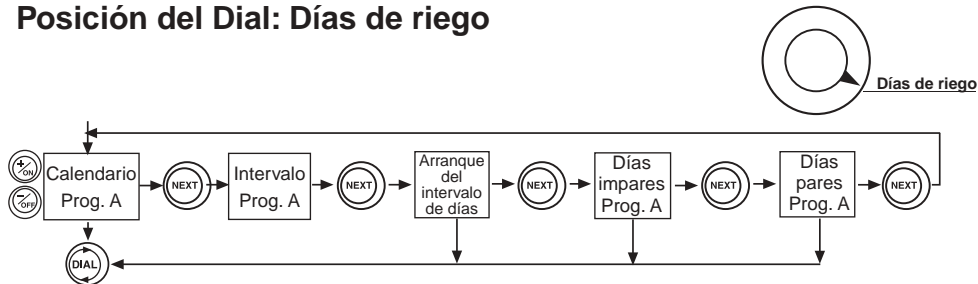 Posición del Dial: Días de riego
Días de riego
+/ON
-/OFF
Calendario
Prog. A
NEXT
Intervalo
Prog. A
NEXT
Arranque
del
intervalo
de días
NEXT
Días
impares
Prog. A
NEXT
Días
pares
Prog. A
NEXT
DIAL